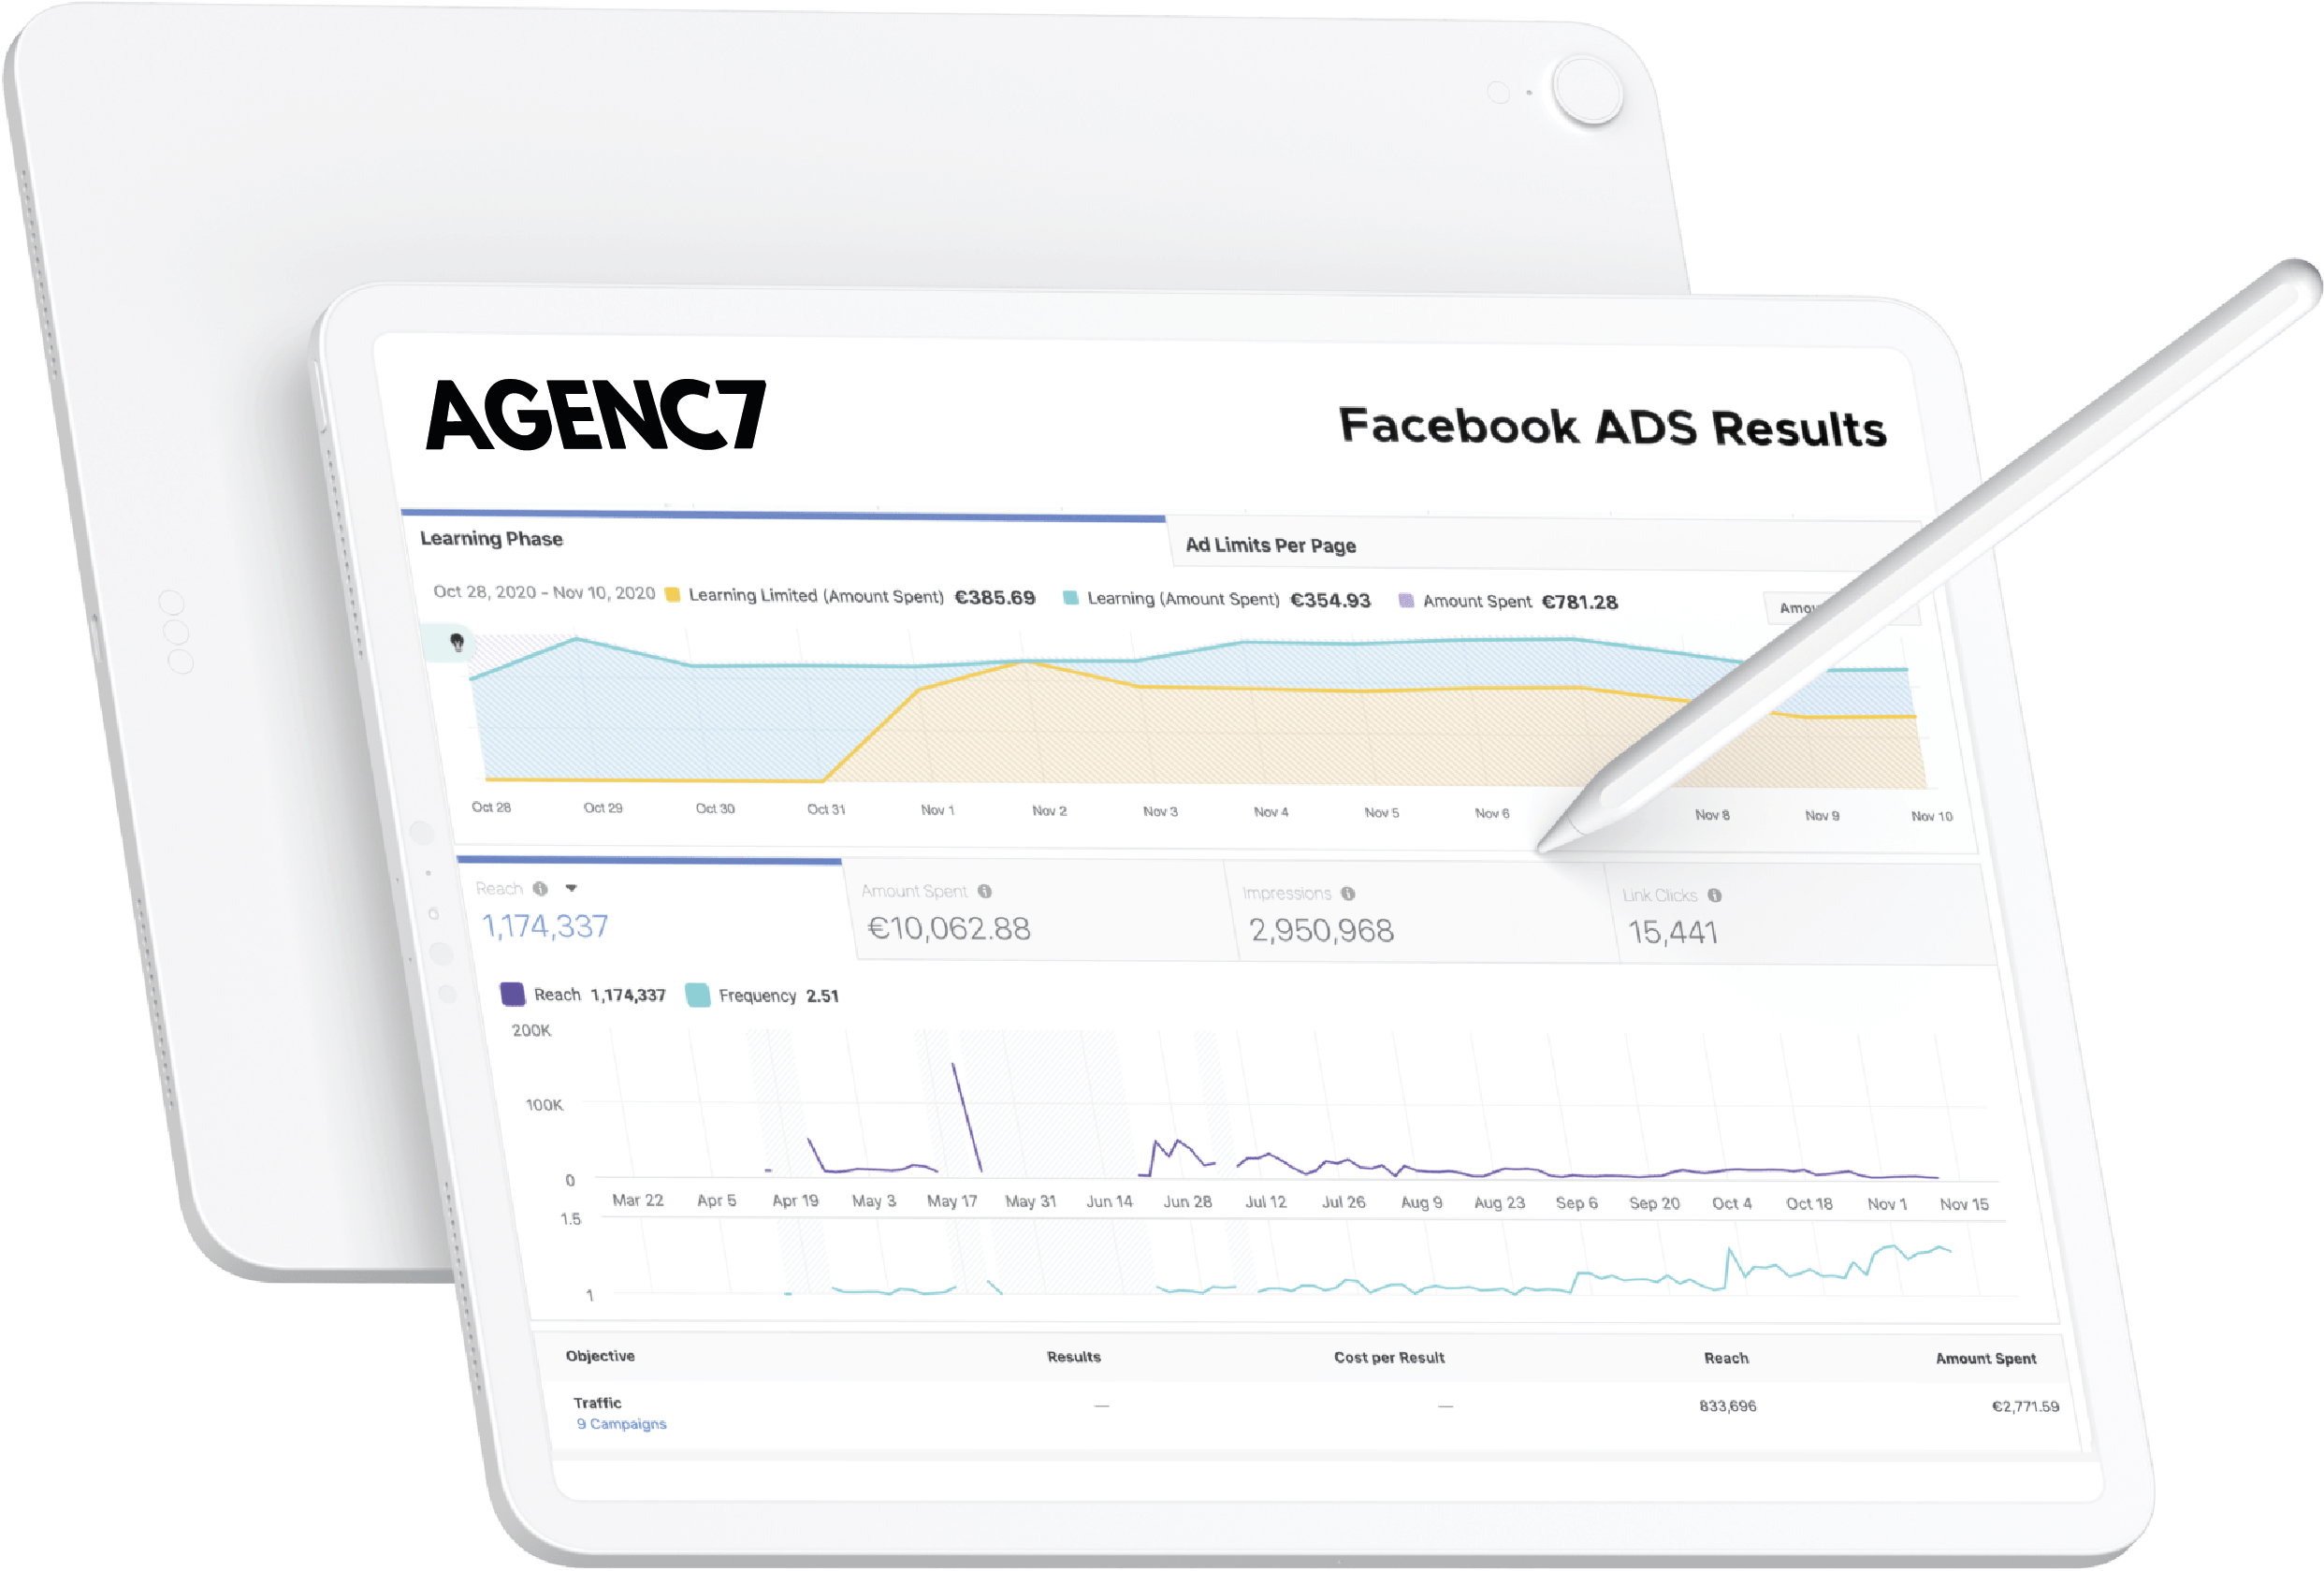 AGENC7
Facebook ADS Results
Learning Phase
Ad Limits Per Page
Oct 28, 2020 - Nov 10, 2020 Learning Limited (Amount Spent) €385.69 Learning (Amount Spent) €354.93 Amount Spent €781.28
Oct 28 Oct 29 Oct 30 Oct 31 Nov 1 Nov 2 Nov 3 Nov 4 Nov 5 Nov 6 Nov 8 Nov 9 Nov 10
Reach Amount Spent Impressions Link Clicks
1,174,337 €10,062.88 2,950,968 15,441
Reach 1,174,337 Frequency 2.51
200K
100K
0
Mar 22 Apr 5 Apr 19 May 3 May 17 May 31 Jun 14 Jun 28 Jul 12 Jul 26 Aug 9 Aug 23 Sep 6 Sep 20 Oct 4 Oct 18 Nov 1 Nov 15
1.5
1
Objective Results Cost per Result Reach Amount Spent
Traffic — — 833,696 €2,771.59
9 Campaigns